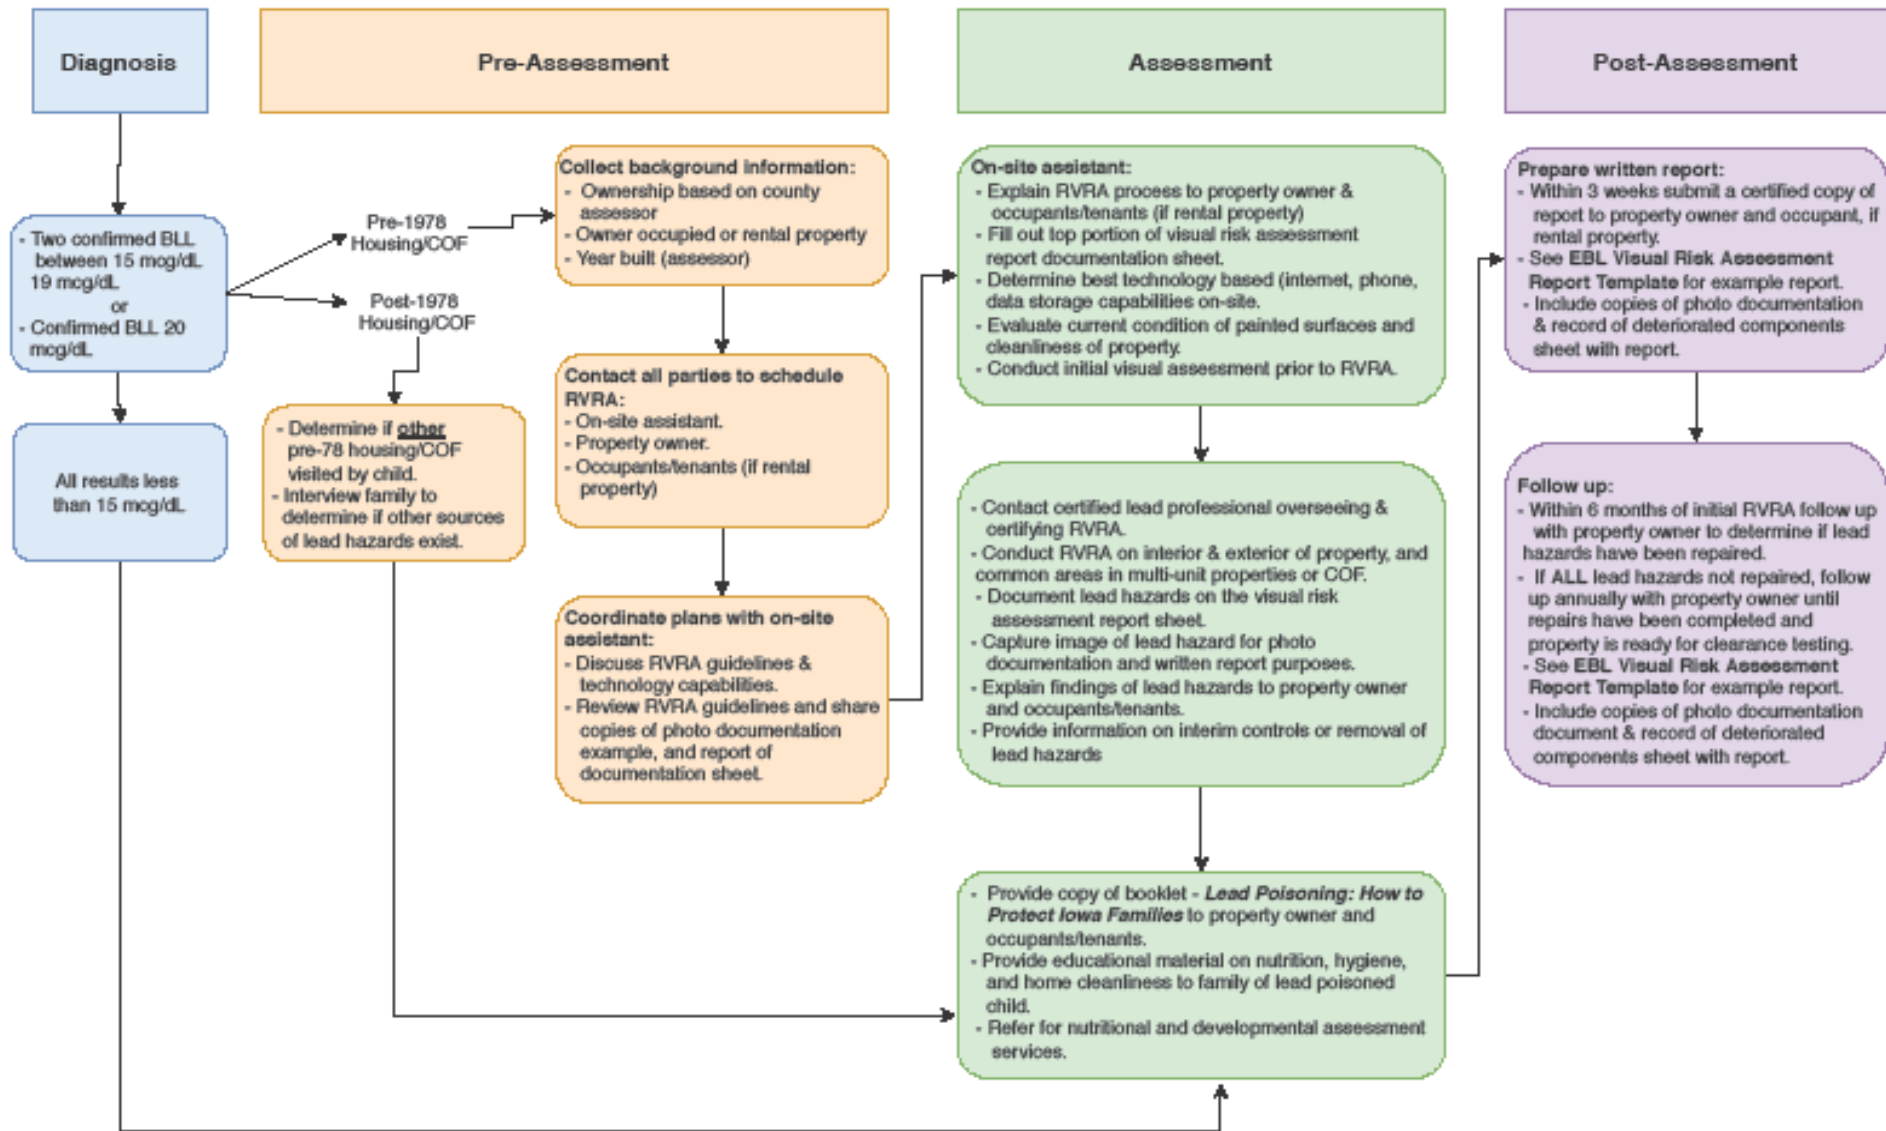 Diagnosis
Pre-Assessment
Assessment
Post-Assessment
- Two confirmed BLL
between 15 mcg/dL
19 mcg/dL
or
- Confirmed BLL 20
mcg/dL
All results less
than 15 mcg/dL
Pre-1978
Housing/COF
Post-1978
Housing/COF
- Determine if other
pre-78 housing/COF
visited by child.
- Interview family to
determine if other sources
of lead hazards exist.
Collect background information:
- Ownership based on county
assessor
- Owner occupied or rental property
- Year built (assessor)
Contact all parties to schedule
RVRA:
- On-site assistant.
- Property owner.
- Occupants/tenants (if rental
property)
Coordinate plans with on-site
assistant:
- Discuss RVRA guidelines &
technology capabilities.
- Review RVRA guidelines and share
copies of photo documentation
example, and report of
documentation sheet.
On-site assistant:
- Explain RVRA process to property owner &
occupants/tenants (if rental property)
- Fill out top portion of visual risk assessment
report documentation sheet.
- Determine best technology based (internet, phone,
data storage capabilities on-site.
- Evaluate current condition of painted surfaces and
cleanliness of property.
- Conduct initial visual assessment prior to RVRA.
- Contact certified lead professional overseeing &
certifying RVRA.
- Conduct RVRA on interior & exterior of property, and
common areas in multi-unit properties or COF.
- Document lead hazards on the visual risk
assessment report sheet.
- Capture image of lead hazard for photo
documentation and written report purposes.
- Explain findings of lead hazards to property owner
and occupants/tenants.
- Provide information on interim controls or removal of
lead hazards
- Provide copy of booklet - Lead Poisoning: How to
Protect Iowa Families to property owner and
occupants/tenants.
- Provide educational material on nutrition, hygiene,
and home cleanliness to family of lead poisoned
child.
- Refer for nutritional and developmental assessment
services.
Prepare written report:
- Within 3 weeks submit a certified copy of
report to property owner and occupant, if
rental property.
- See EBL Visual Risk Assessment
Report Template for example report.
- Include copies of photo documentation
& record of deteriorated components
sheet with report.
Follow up:
- Within 6 months of initial RVRA follow up
with property owner to determine if lead
hazards have been repaired.
- If ALL lead hazards not repaired, follow
up annually with property owner until
repairs have been completed and
property is ready for clearance testing.
- See EBL Visual Risk Assessment
Report Template for example report.
- Include copies of photo documentation
document & record of deteriorated
components sheet with report.